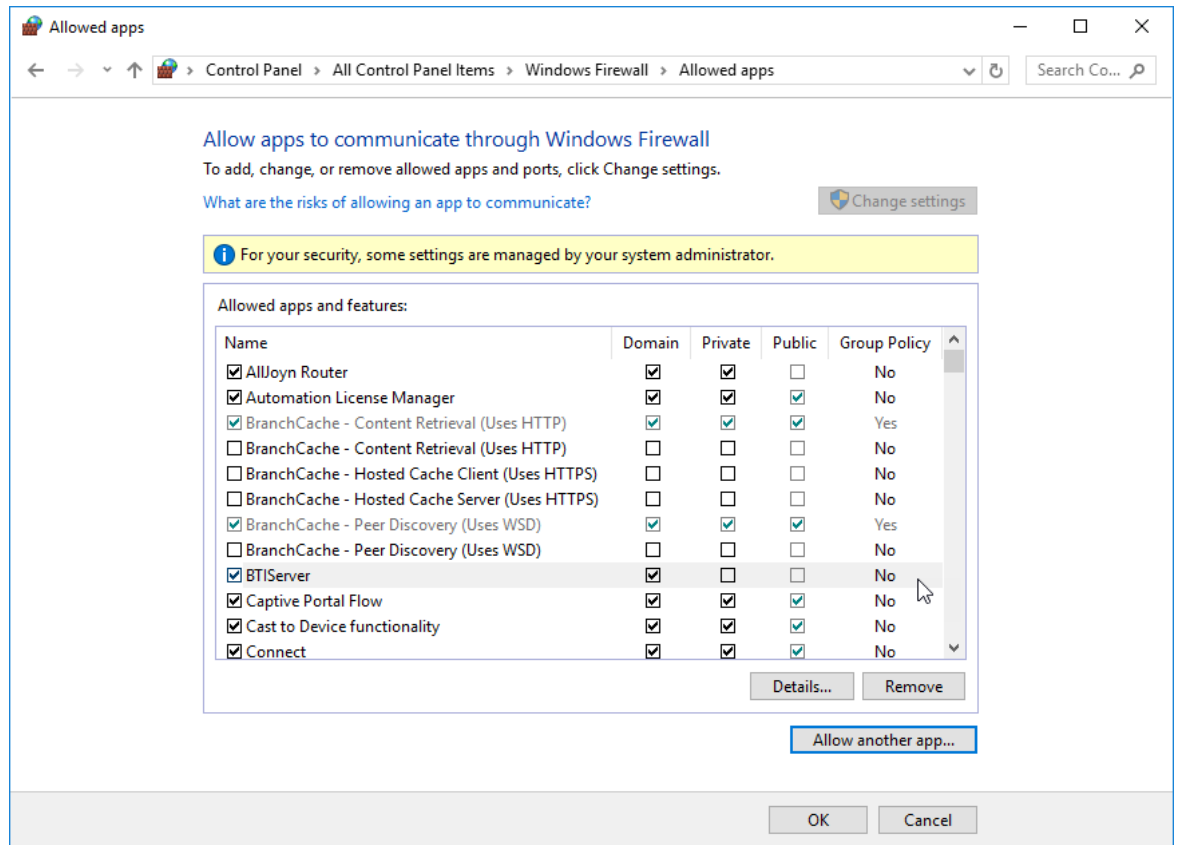 Allowed apps
Control Panel > All Control Panel Items > Windows Firewall > Allowed apps
Search Co...
Allow apps to communicate through Windows Firewall
To add, change, or remove allowed apps and ports, click Change settings.
What are the risks of allowing an app to communicate?
Change settings
For your security, some settings are managed by your system administrator.
Allowed apps and features:
Name Domain Private Public Group Policy
AllJoyn Router No
Automation License Manager No
BranchCache - Content Retrieval (Uses HTTP) Yes
BranchCache - Content Retrieval (Uses HTTP) No
BranchCache - Hosted Cache Client (Uses HTTPS) No
BranchCache - Hosted Cache Server (Uses HTTPS) No
BranchCache - Peer Discovery (Uses WSD) Yes
BranchCache - Peer Discovery (Uses WSD) No
BTIServer No
Captive Portal Flow No
Cast to Device functionality No
Connect No
Details... Remove
Allow another app...
OK Cancel